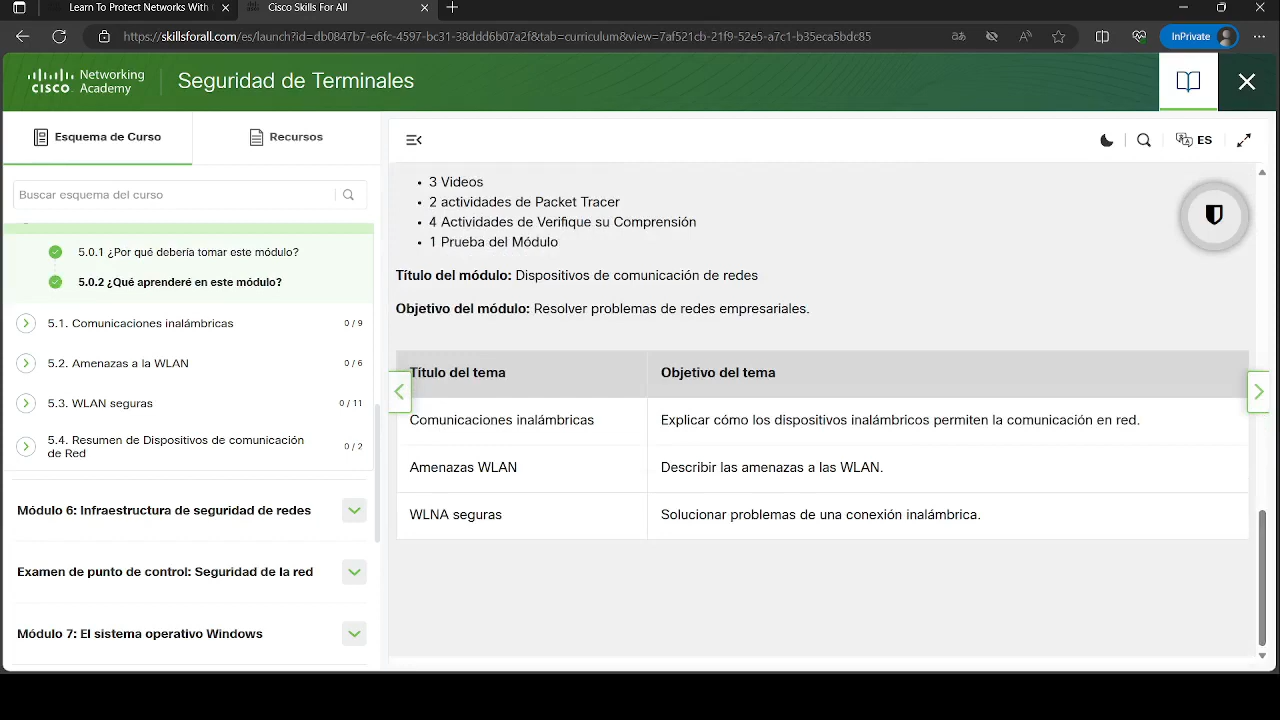 Learn To Protect Networks With
Cisco Skills For All
https://skillsforall.com/es/launch?id=db0847b7-e6fc-4597-bc31-38ddd6b07a2f&tab=curriculum&view=7af521cb-21f9-52e5-a7c1-b35eca5bdc85
InPrivate
Networking
CISCO Academy
Seguridad de Terminales
Esquema de Curso
Recursos
Buscar esquema del curso
5.0.1 ¿Por qué debería tomar este módulo?
5.0.2 ¿Qué aprenderé en este módulo?
5.1. Comunicaciones inalámbricas 0 / 9
5.2. Amenazas a la WLAN 0 / 6
5.3. WLAN seguras 0 / 11
5.4. Resumen de Dispositivos de comunicación
de Red 0 / 2
Módulo 6: Infraestructura de seguridad de redes
Examen de punto de control: Seguridad de la red
Módulo 7: El sistema operativo Windows
ES
• 3 Videos
• 2 actividades de Packet Tracer
• 4 Actividades de Verifique su Comprensión
• 1 Prueba del Módulo
Título del módulo: Dispositivos de comunicación de redes
Objetivo del módulo: Resolver problemas de redes empresariales.
Título del tema Objetivo del tema
Comunicaciones inalámbricas Explicar cómo los dispositivos inalámbricos permiten la comunicación en red.
Amenazas WLAN Describir las amenazas a las WLAN.
WLNA seguras Solucionar problemas de una conexión inalámbrica.